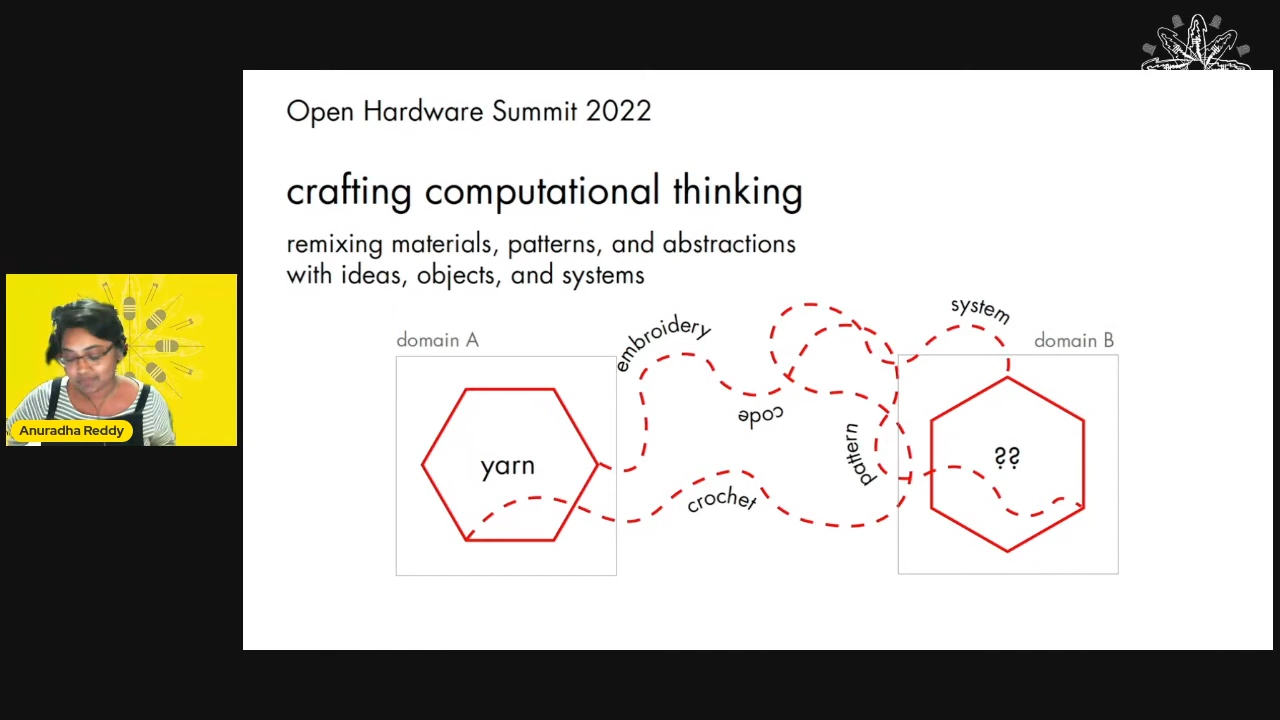 Open Hardware Summit 2022
crafting computational thinking
remixing materials, patterns, and abstractions
with ideas, objects, and systems
domain A
embroidery
system
domain B
code
pattern
yarn
??
crochet
Anuradha Reddy